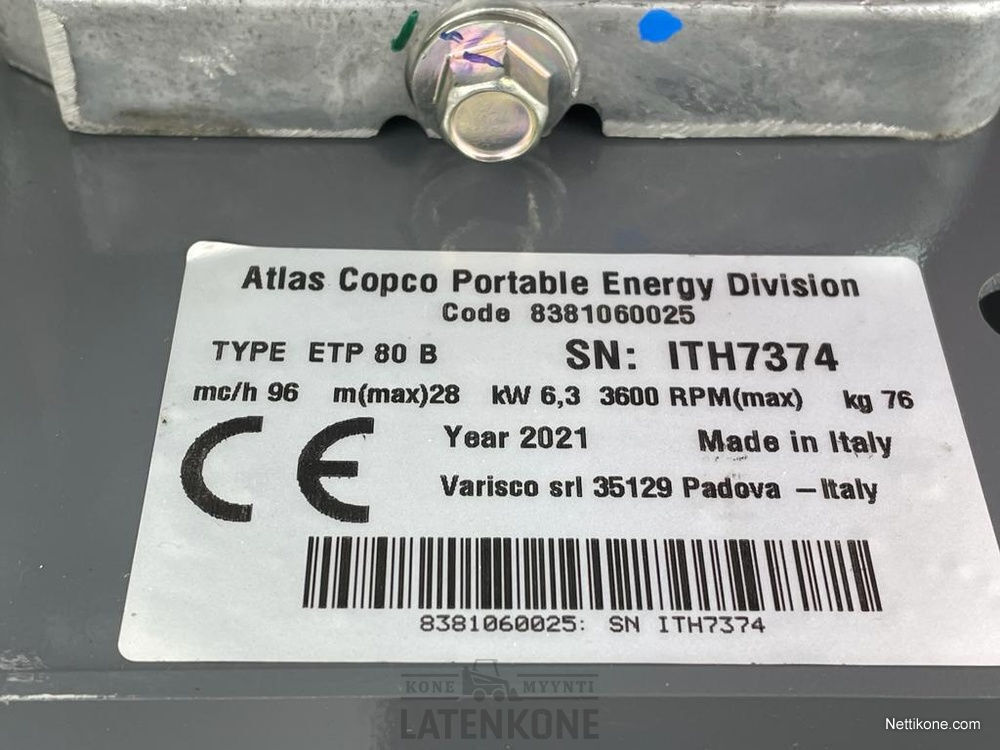 Atlas Copco Portable Energy Division
Code 8381060025
TYPE ETP 80 B SN: ITH7374
mc/h 96 m(max)28 kW 6,3 3600 RPM(max) kg 76
CE Year 2021 Made in Italy
Varisco srl 35129 Padova – Italy
8381060025: SN ITH7374
KONE MYYNTI
LATENKONE
Nettikone.com